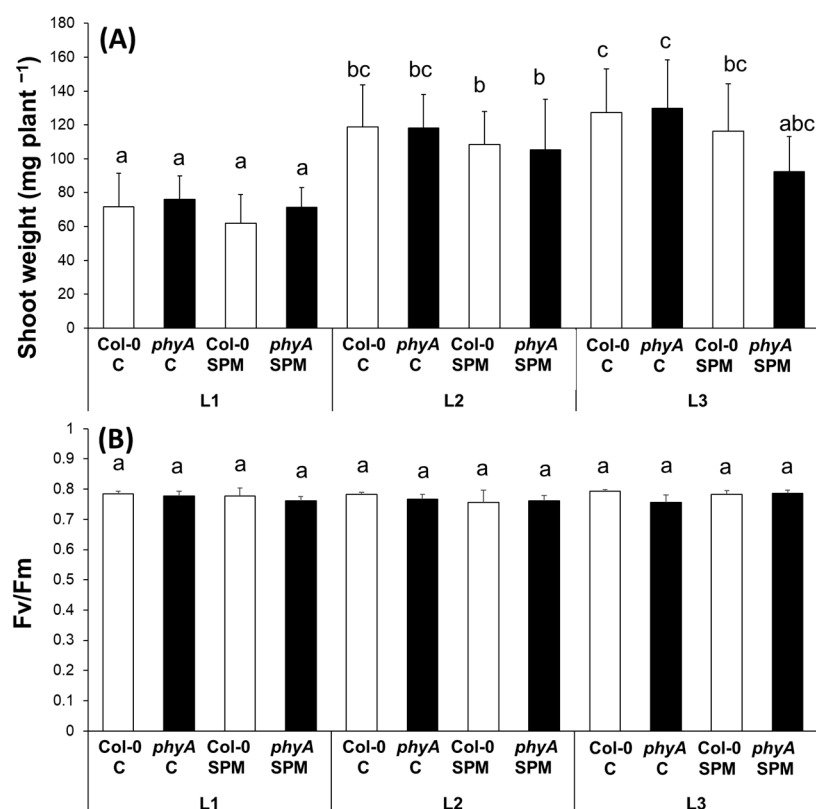 (A)
Shoot weight (mg plant ⁻¹)
180
160
140
120
100
80
60
40
20
0
a a a a bc bc b b c c bc abc
Col-0 phyA Col-0 phyA Col-0 phyA Col-0 phyA Col-0 phyA Col-0 phyA
C C SPM SPM C C SPM SPM C C SPM SPM
L1 L2 L3
(B)
Fv/Fm
1
0.9
0.8
0.7
0.6
0.5
0.4
0.3
0.2
0.1
0
a a a a a a a a a a a a
Col-0 phyA Col-0 phyA Col-0 phyA Col-0 phyA Col-0 phyA Col-0 phyA
C C SPM SPM C C SPM SPM C C SPM SPM
L1 L2 L3